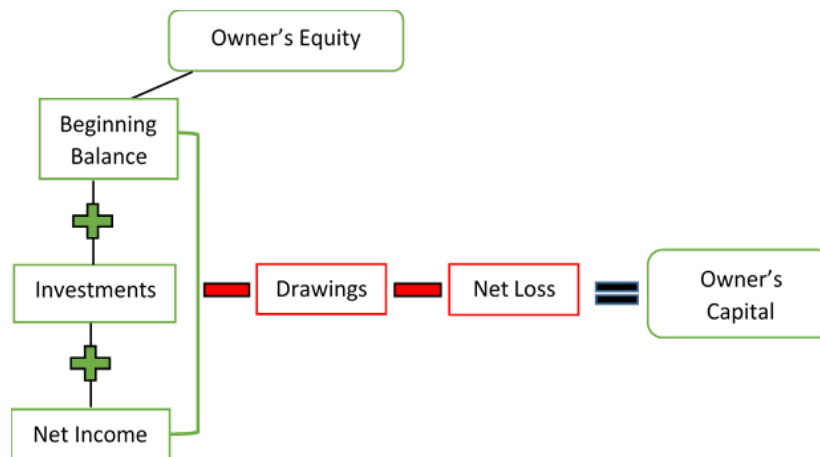 Owner’s Equity
Beginning
Balance
Investments
Drawings
Net Loss
Owner’s
Capital
Net Income